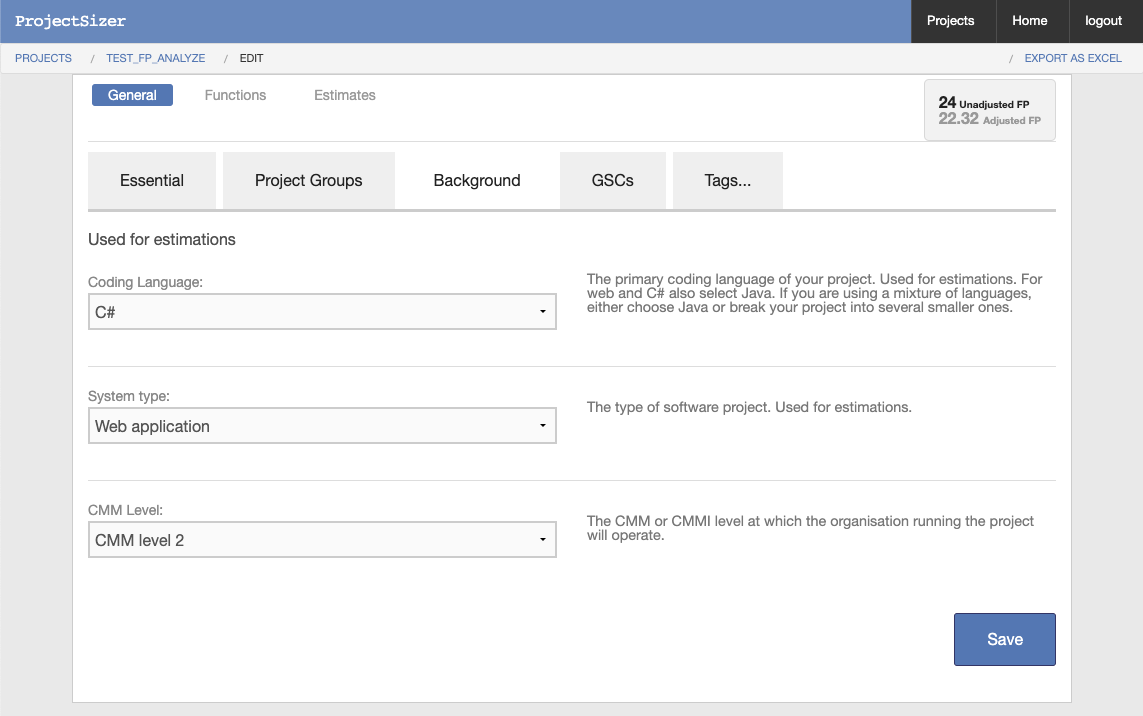 ProjectSizer
Projects
Home
logout
PROJECTS / TEST_FP_ANALYZE / EDIT
/ EXPORT AS EXCEL
General
Functions
Estimates
24 Unadjusted FP
22.32 Adjusted FP
Essential
Project Groups
Background
GSCs
Tags...
Used for estimations
Coding Language:
C#
The primary coding language of your project. Used for estimations. For
web and C# also select Java. If you are using a mixture of languages,
either choose Java or break your project into several smaller ones.
System type:
Web application
The type of software project. Used for estimations.
CMM Level:
CMM level 2
The CMM or CMMI level at which the organisation running the project
will operate.
Save